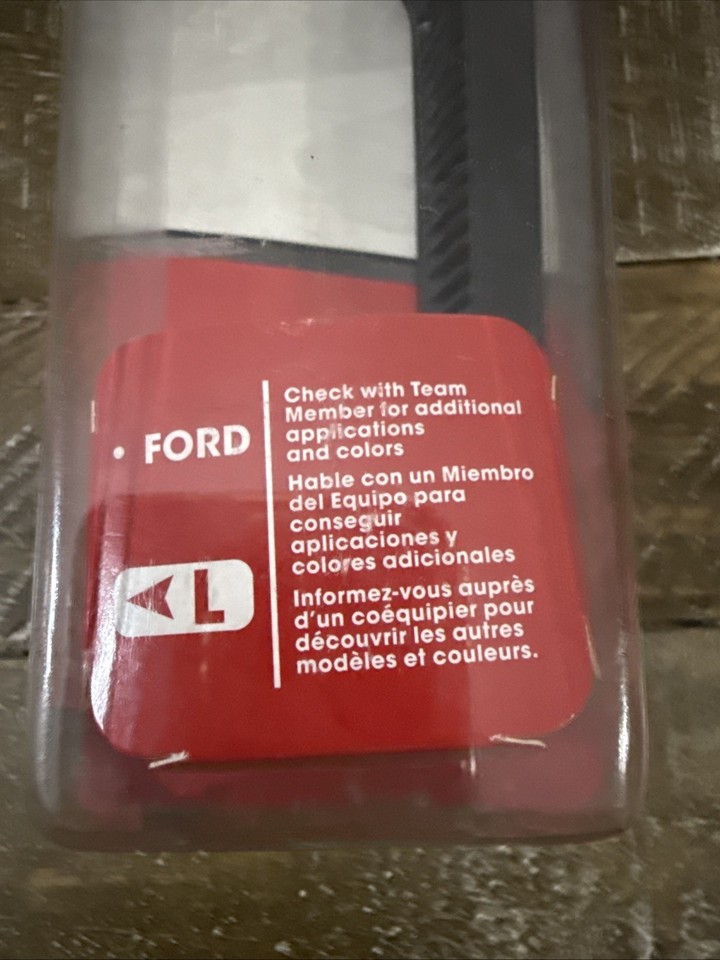 • FORD
L
Check with Team
Member for additional
applications
and colors
Hable con un Miembro
del Equipo para
conseguir
aplicaciones y
colores adicionales
Informez-vous auprès
d'un coéquipier pour
découvrir les autres
modèles et couleurs.